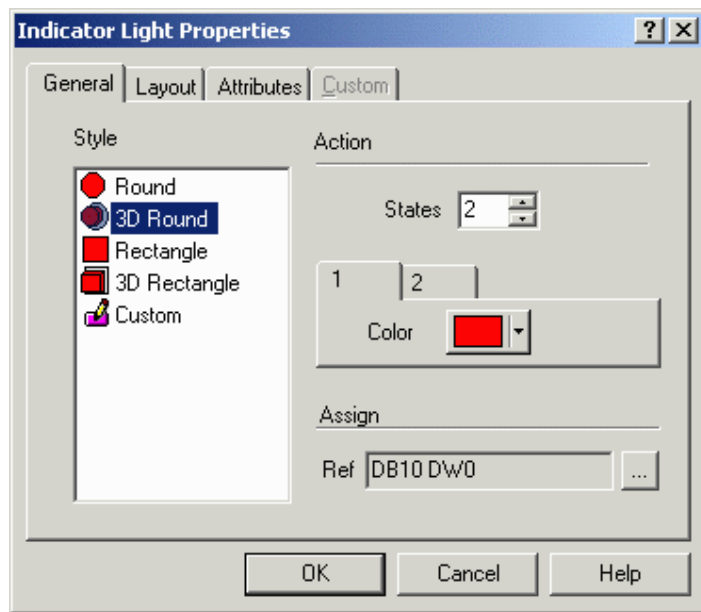 Indicator Light Properties
? X
General Layout Attributes Custom
Style
Round
3D Round
Rectangle
3D Rectangle
Custom
Action
States 2
1 2
Color
Assign
Ref DB10 DW0 ...
OK Cancel Help